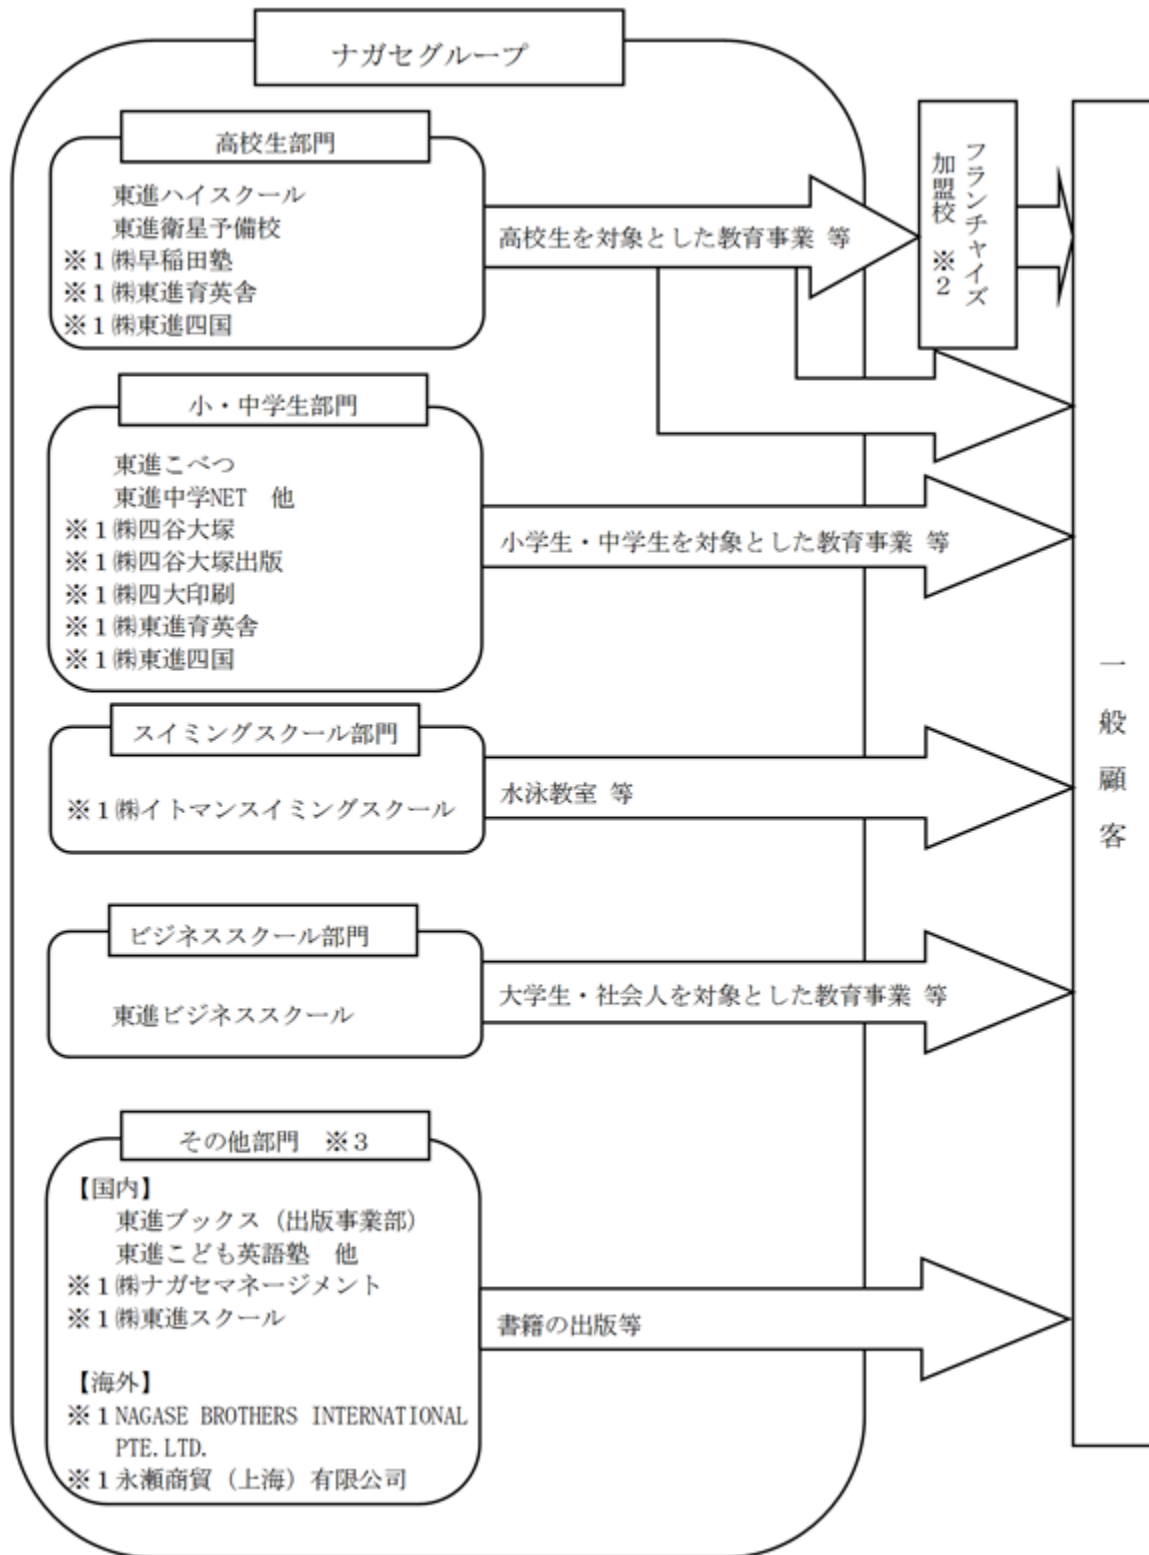 ナガセグループ
高校生部門
東進ハイスクール
東進衛星予備校
※1㈱早稲田塾
※1㈱東進育英舎
※1㈱東進四国
高校生を対象とした教育事業 等
フランチャイズ
加盟校 ※2
小・中学生部門
東進こべつ
東進中学NET 他
※1㈱四谷大塚
※1㈱四谷大塚出版
※1㈱四大印刷
※1㈱東進育英舎
※1㈱東進四国
小学生・中学生を対象とした教育事業 等
スイミングスクール部門
※1㈱イトマンスイミングスクール
水泳教室 等
ビジネススクール部門
東進ビジネススクール
大学生・社会人を対象とした教育事業 等
その他部門 ※3
【国内】
東進ブックス（出版事業部）
東進こども英語塾 他
※1㈱ナガセマネージメント
※1㈱東進スクール
書籍の出版等
【海外】
※1NAGASE BROTHERS INTERNATIONAL
PTE.LTD.
※1永瀬商貿（上海）有限公司
一般顧客